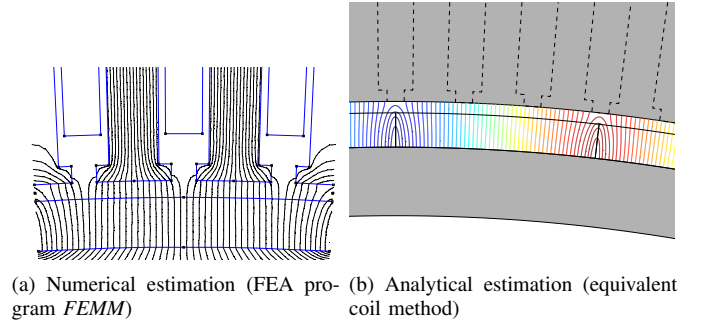 (a) Numerical estimation (FEA pro-
gram FEMM)
(b) Analytical estimation (equivalent
coil method)